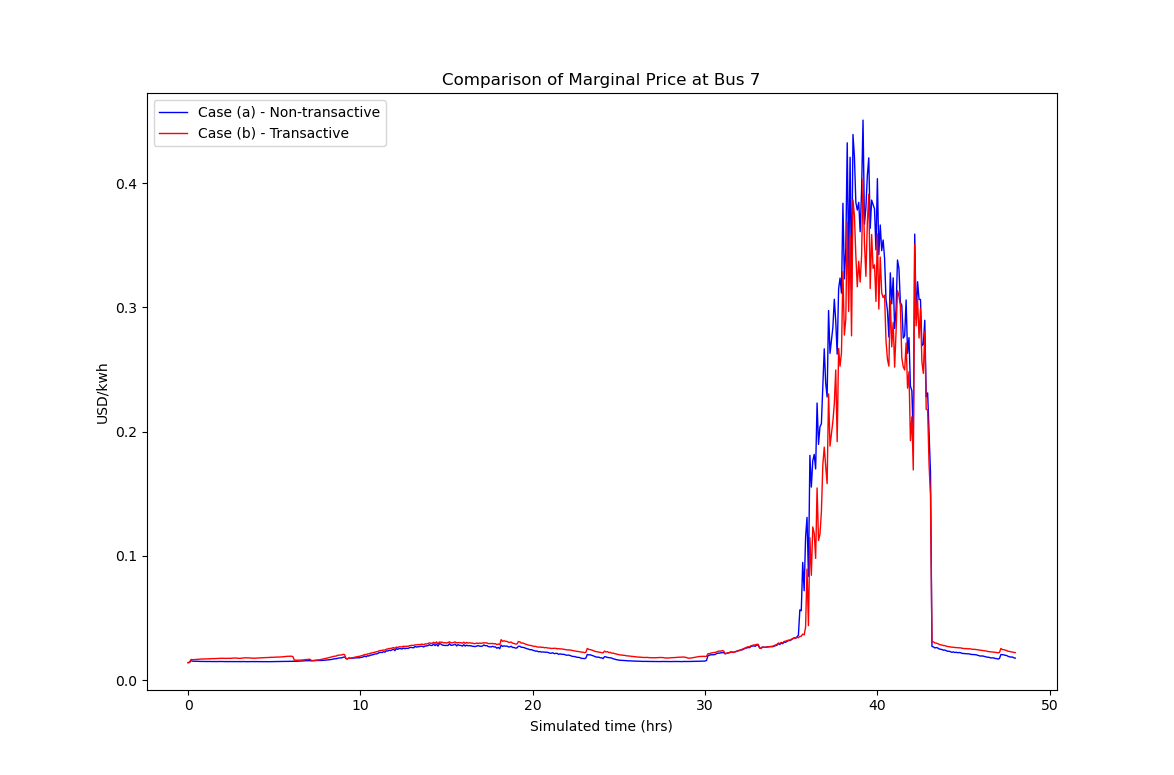 Comparison of Marginal Price at Bus 7
Case (a) - Non-transactive
Case (b) - Transactive
USD/kwh
0.4
0.3
0.2
0.1
0.0
0 10 20 30 40 50
Simulated time (hrs)